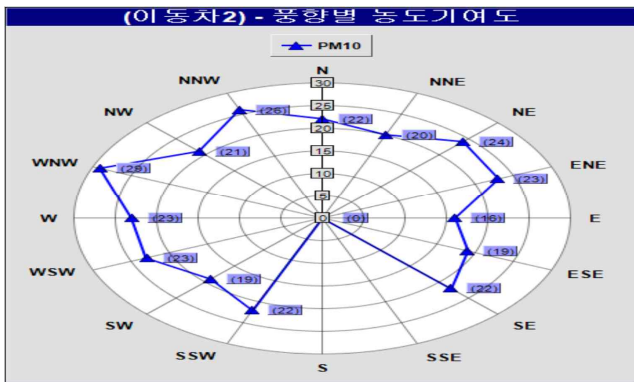 (이동차2) - 풍향별 농도기여도
PM10
N
NNW 30 NNE
(26) 25 (22)
NW 20 (20) NE
(21) 15 (24)
WNW 10 ENE
(29) 5 (23)
W (23) 0 (0) (16) E
(23) (19)
WSW ESE
(19) (22)
SW (22) SE
SSW SSE
S